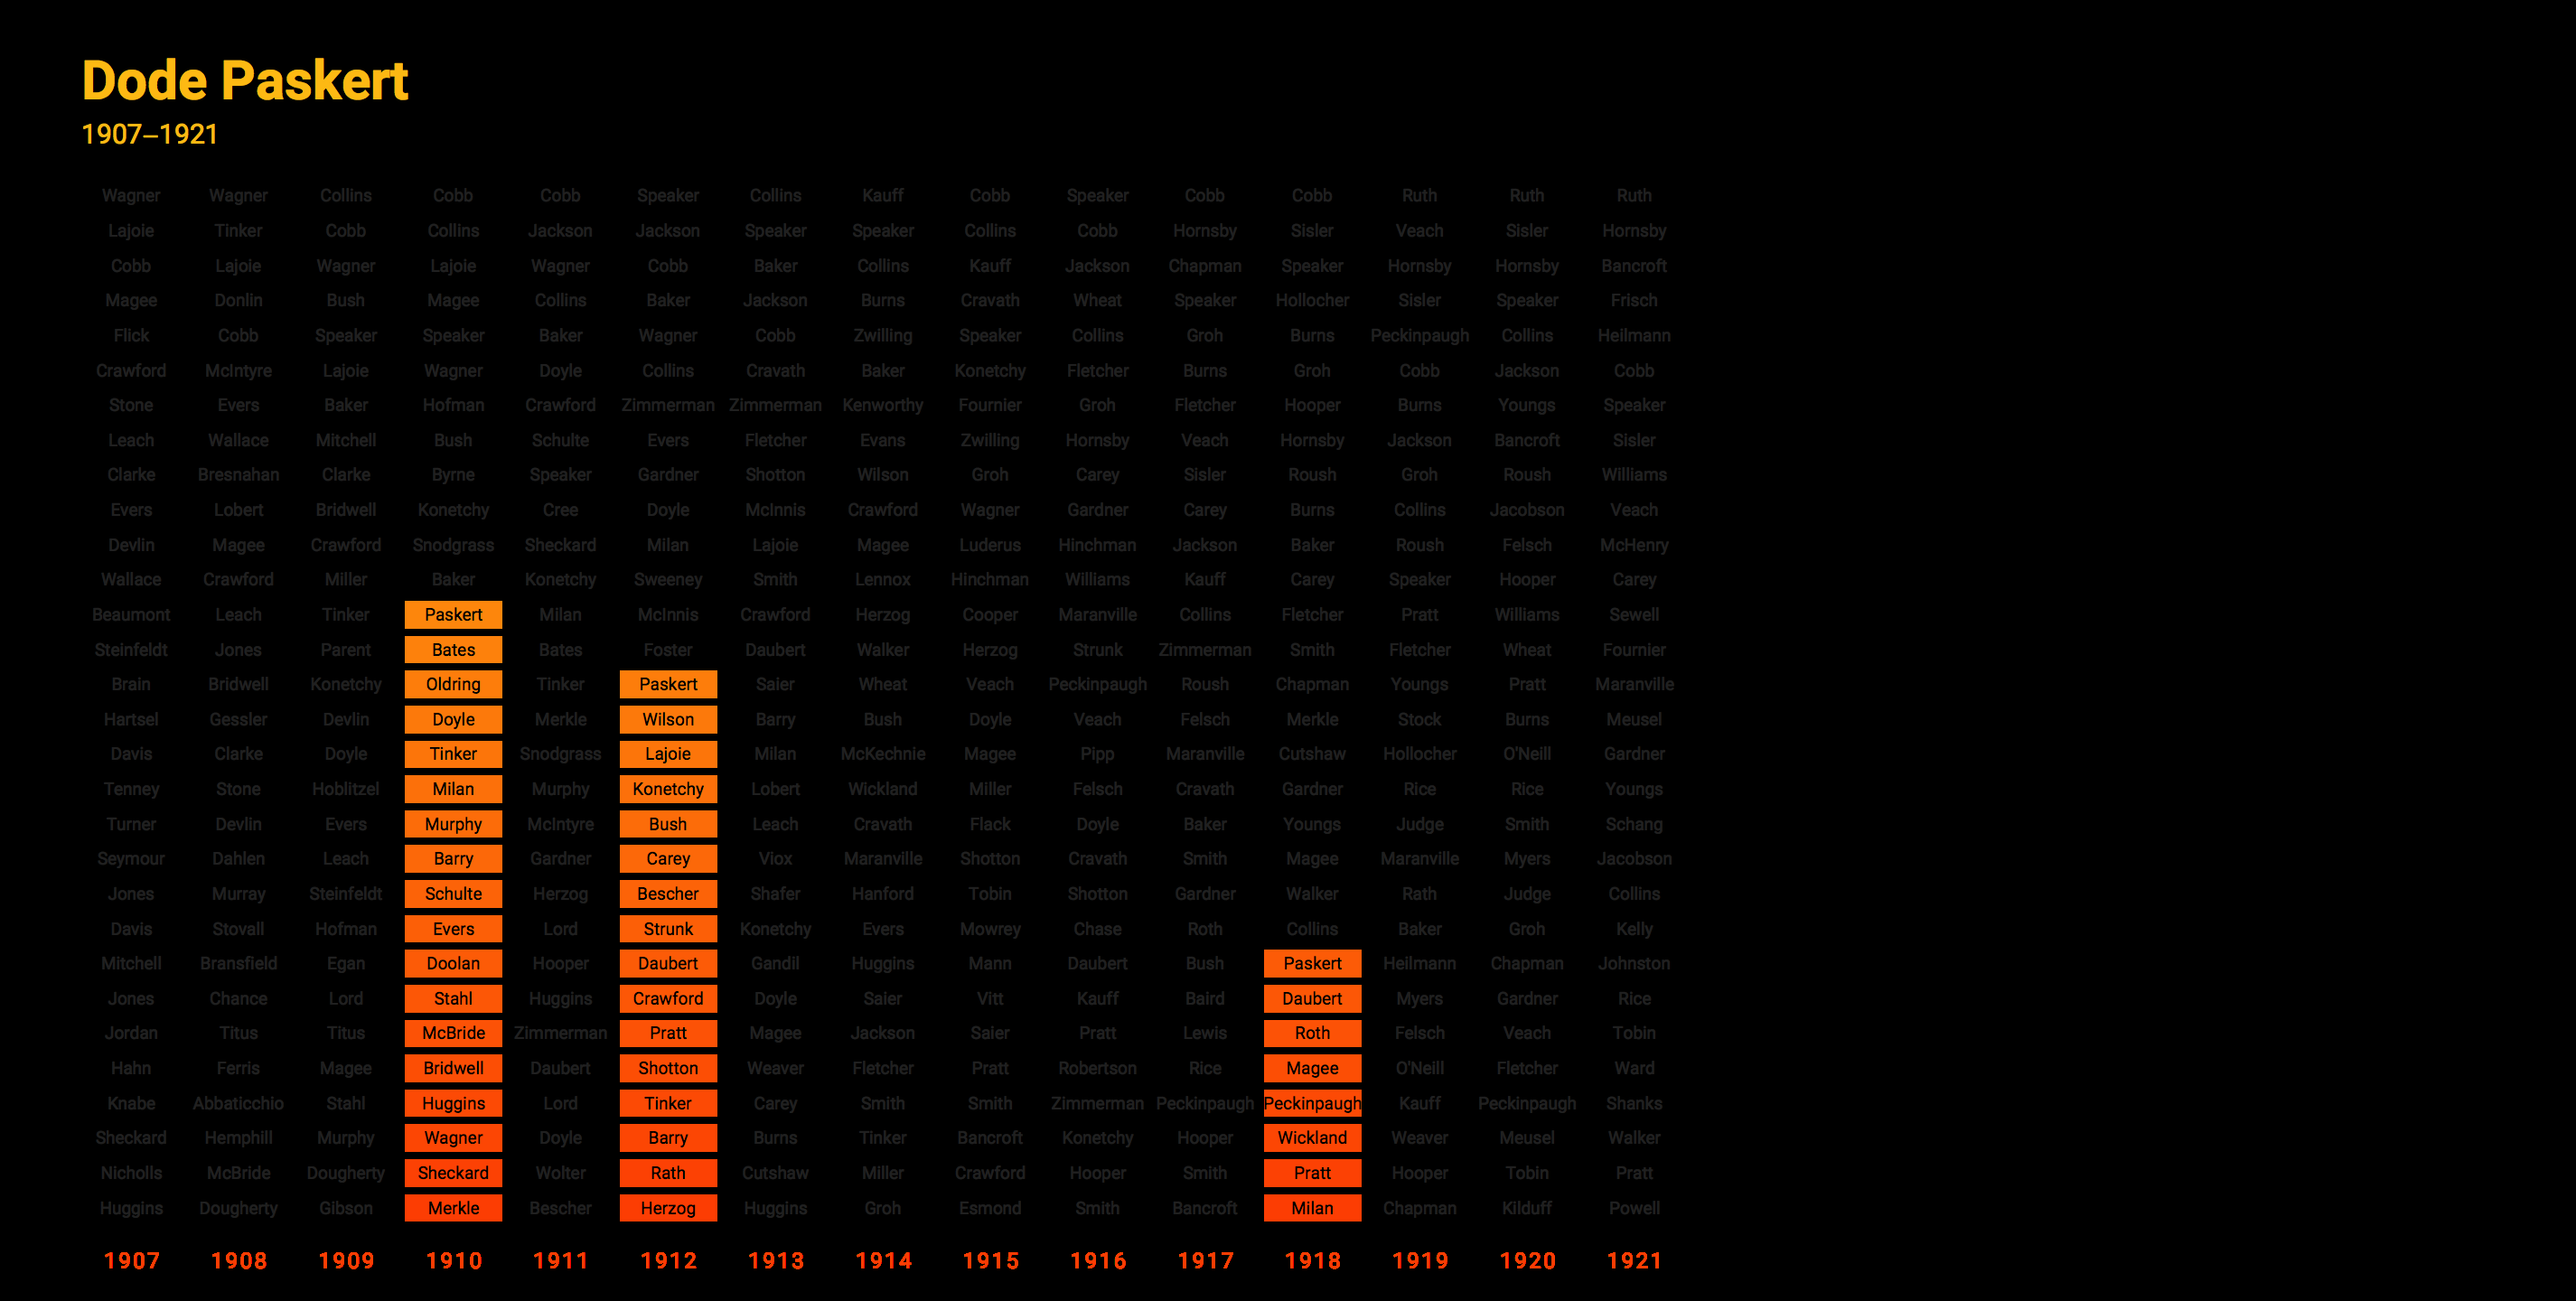 Dode Paskert
1907–1921
Wagner Wagner Collins Cobb Cobb Speaker Collins Kauff Cobb Speaker Cobb Cobb Ruth Ruth Ruth
Lajoie Tinker Cobb Collins Jackson Jackson Speaker Speaker Collins Cobb Hornsby Sisler Veach Sisler Hornsby
Cobb Lajoie Wagner Lajoie Wagner Cobb Baker Collins Kauff Jackson Chapman Speaker Hornsby Hornsby Bancroft
Magee Donlin Bush Magee Collins Baker Jackson Burns Cravath Wheat Speaker Hollocher Sisler Speaker Frisch
Flick Cobb Speaker Speaker Baker Wagner Cobb Zwilling Speaker Collins Groh Burns Peckinpaugh Collins Heilmann
Crawford McIntyre Lajoie Wagner Doyle Collins Cravath Baker Konetchy Fletcher Burns Groh Cobb Jackson Cobb
Stone Evers Baker Hofman Crawford Zimmerman Zimmerman Kenworthy Fournier Groh Fletcher Hooper Burns Youngs Speaker
Leach Wallace Mitchell Bush Schulte Evers Fletcher Evans Zwilling Hornsby Veach Hornsby Jackson Bancroft Sisler
Clarke Bresnahan Clarke Byrne Speaker Gardner Shotton Wilson Groh Carey Sisler Roush Groh Roush Williams
Evers Lobert Bridwell Konetchy Cree Doyle McInnis Crawford Wagner Gardner Carey Burns Collins Jacobson Veach
Devlin Magee Crawford Snodgrass Sheckard Milan Lajoie Magee Luderus Hinchman Jackson Baker Roush Felsch McHenry
Wallace Crawford Miller Baker Konetchy Sweeney Smith Lennox Hinchman Williams Kauff Carey Speaker Hooper Carey
Beaumont Leach Tinker Paskert Milan McInnis Crawford Herzog Cooper Maranville Collins Fletcher Pratt Williams Sewell
Steinfeldt Jones Parent Bates Bates Foster Daubert Walker Herzog Strunk Zimmerman Smith Fletcher Wheat Fournier
Brain Bridwell Konetchy Oldring Tinker Paskert Saier Wheat Veach Peckinpaugh Roush Chapman Youngs Pratt Maranville
Hartsel Gessler Devlin Doyle Merkle Wilson Barry Bush Doyle Veach Felsch Merkle Stock Burns Meusel
Davis Clarke Doyle Tinker Snodgrass Lajoie Milan McKechnie Magee Pipp Maranville Cutshaw Hollocher O'Neill Gardner
Tenney Stone Hoblitzel Milan Murphy Konetchy Lobert Wickland Miller Felsch Cravath Gardner Rice Rice Youngs
Turner Devlin Evers Murphy McIntyre Bush Leach Cravath Flack Doyle Baker Youngs Judge Smith Schang
Seymour Dahlen Leach Barry Gardner Carey Viox Maranville Shotton Cravath Smith Magee Maranville Myers Jacobson
Jones Murray Steinfeldt Schulte Herzog Bescher Shafer Hanford Tobin Shotton Gardner Walker Rath Judge Collins
Davis Stovall Hofman Evers Lord Strunk Konetchy Evers Mowrey Chase Roth Collins Baker Groh Kelly
Mitchell Bransfield Egan Doolan Hooper Daubert Gandil Huggins Mann Daubert Bush Paskert Heilmann Chapman Johnston
Jones Chance Lord Stahl Huggins Crawford Doyle Saier Vitt Kauff Baird Daubert Myers Gardner Rice
Jordan Titus Titus McBride Zimmerman Pratt Magee Jackson Saier Pratt Lewis Roth Felsch Veach Tobin
Hahn Ferris Magee Bridwell Daubert Shotton Weaver Fletcher Pratt Robertson Rice Magee O'Neill Fletcher Ward
Knabe Abbaticchio Stahl Huggins Lord Tinker Carey Smith Smith Zimmerman Peckinpaugh Peckinpaugh Kauff Peckinpaugh Shanks
Sheckard Hemphill Murphy Wagner Doyle Barry Burns Tinker Bancroft Konetchy Hooper Wickland Weaver Meusel Walker
Nicholls McBride Dougherty Sheckard Wolter Rath Cutshaw Miller Crawford Hooper Smith Pratt Hooper Tobin Pratt
Huggins Dougherty Gibson Merkle Bescher Herzog Huggins Groh Esmond Smith Bancroft Milan Chapman Kilduff Powell
1907 1908 1909 1910 1911 1912 1913 1914 1915 1916 1917 1918 1919 1920 1921